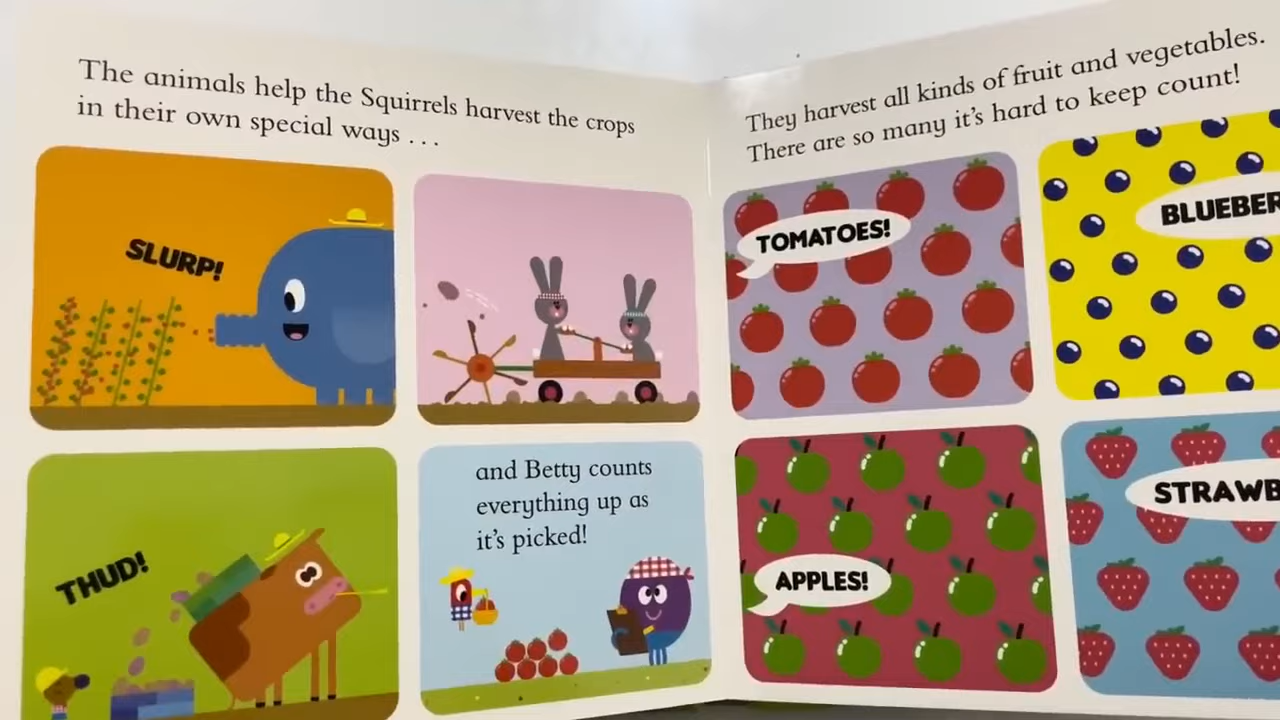 The animals help the Squirrels harvest the crops
in their own special ways . . .
SLURP!
THUD!
and Betty counts
everything up as
it's picked!
They harvest all kinds of fruit and vegetables.
There are so many it's hard to keep count!
TOMATOES!
BLUEBER
APPLES!
STRAWB